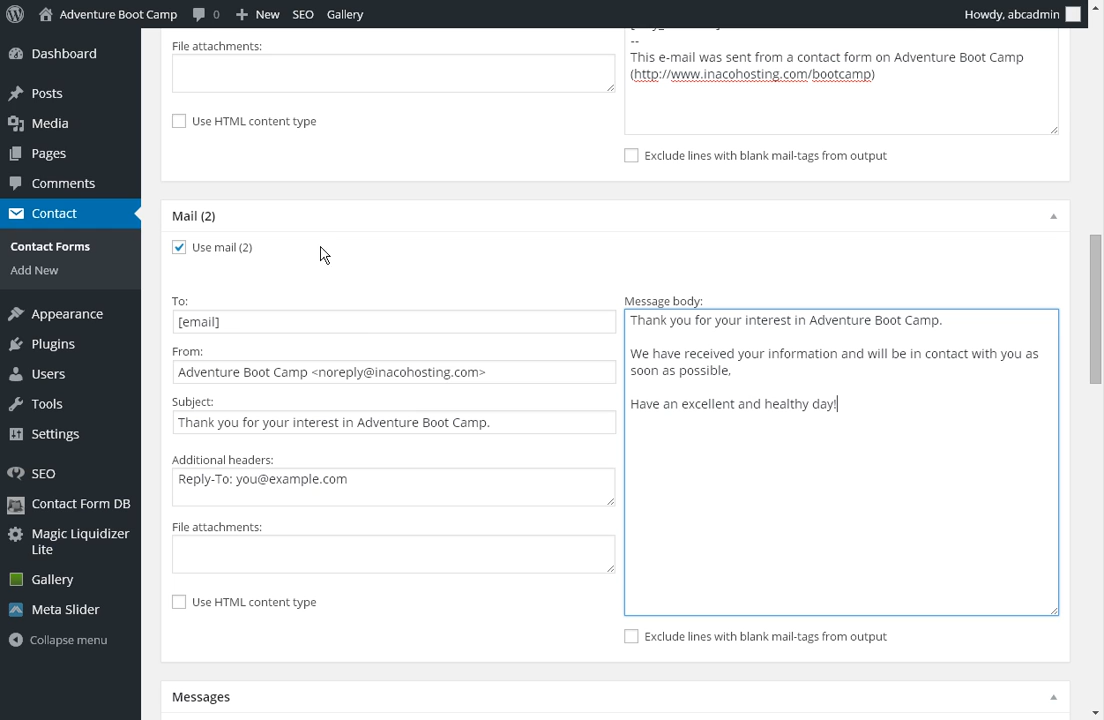 Adventure Boot Camp 0 New SEO Gallery Howdy, abcadmin
Dashboard
Posts
Media
Pages
Comments
Contact
Contact Forms
Add New
Appearance
Plugins
Users
Tools
Settings
SEO
Contact Form DB
Magic Liquidizer
Lite
Gallery
Meta Slider
Collapse menu
File attachments:
Use HTML content type
--
This e-mail was sent from a contact form on Adventure Boot Camp
(http://www.inacohosting.com/bootcamp)
Exclude lines with blank mail-tags from output
Mail (2)
Use mail (2)
To:
[email]
From:
Adventure Boot Camp <noreply@inacohosting.com>
Subject:
Thank you for your interest in Adventure Boot Camp.
Additional headers:
Reply-To: you@example.com
File attachments:
Use HTML content type
Message body:
Thank you for your interest in Adventure Boot Camp.
We have received your information and will be in contact with you as
soon as possible,
Have an excellent and healthy day!
Exclude lines with blank mail-tags from output
Messages